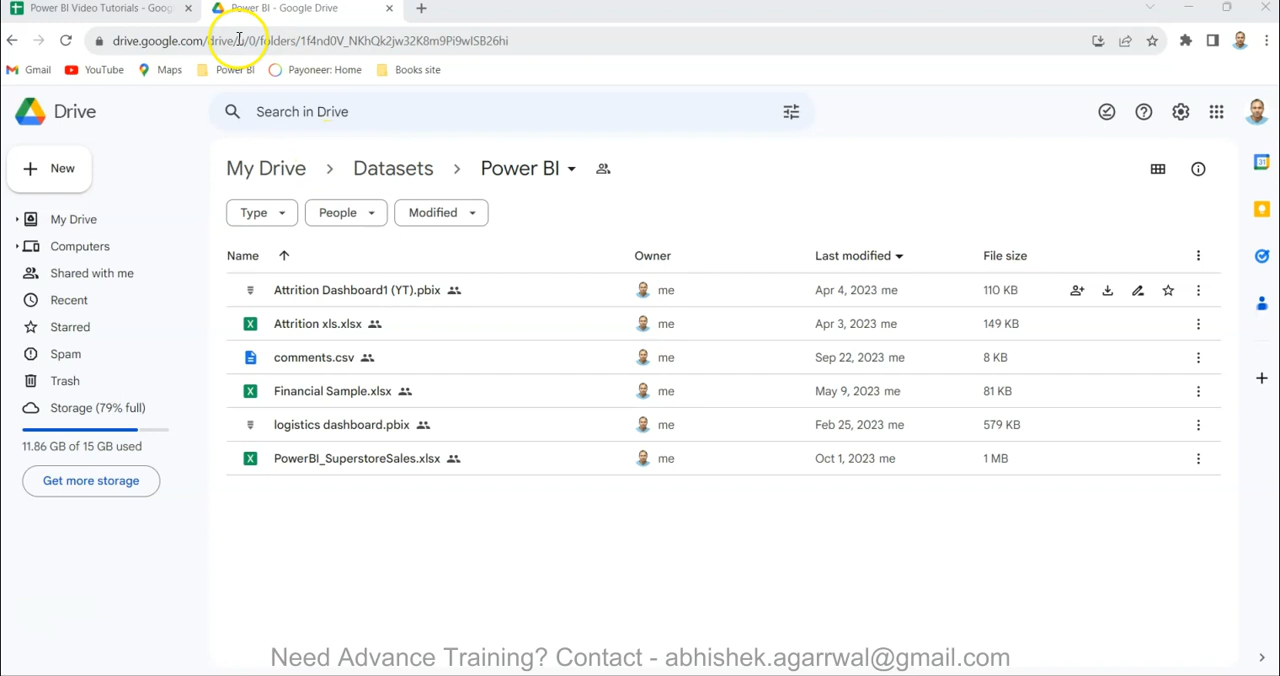 Power BI Video Tutorials - Goog
Power BI - Google Drive
drive.google.com/drive/u/0/folders/1f4nd0V_NKhQk2jw32K8m9Pi9wISB26hi
Gmail YouTube Maps Power BI Payoneer: Home Books site
Drive
Search in Drive
New
My Drive > Datasets > Power BI
Type People Modified
My Drive
Computers
Shared with me
Recent
Starred
Spam
Trash
Storage (79% full)
11.86 GB of 15 GB used
Get more storage
Name Owner Last modified File size
Attrition Dashboard1 (YT).pbix me Apr 4, 2023 me 110 KB
X Attrition xls.xlsx me Apr 3, 2023 me 149 KB
comments.csv me Sep 22, 2023 me 8 KB
X Financial Sample.xlsx me May 9, 2023 me 81 KB
logistics dashboard.pbix me Feb 25, 2023 me 579 KB
X PowerBI_SuperstoreSales.xlsx me Oct 1, 2023 me 1 MB
31
Need Advance Training? Contact - abhishek.agarrwal@gmail.com